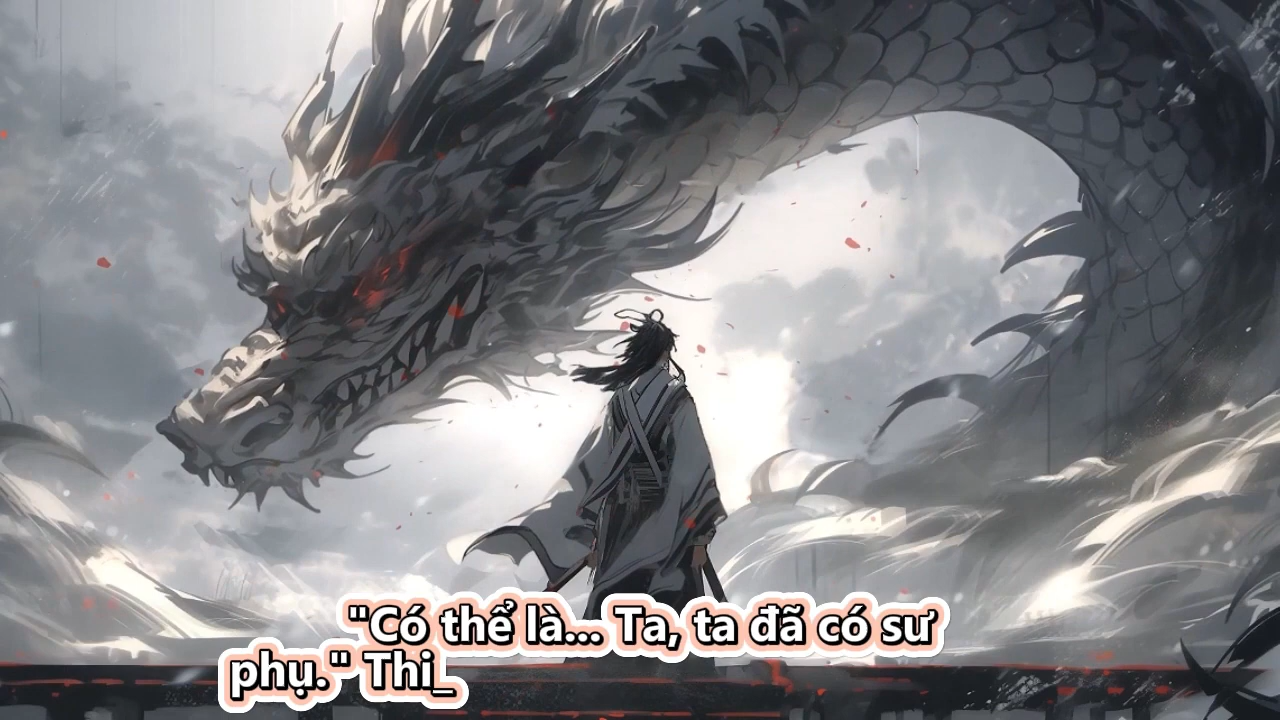 "Có thể là... Ta, ta đã có sư
phụ." Thi_